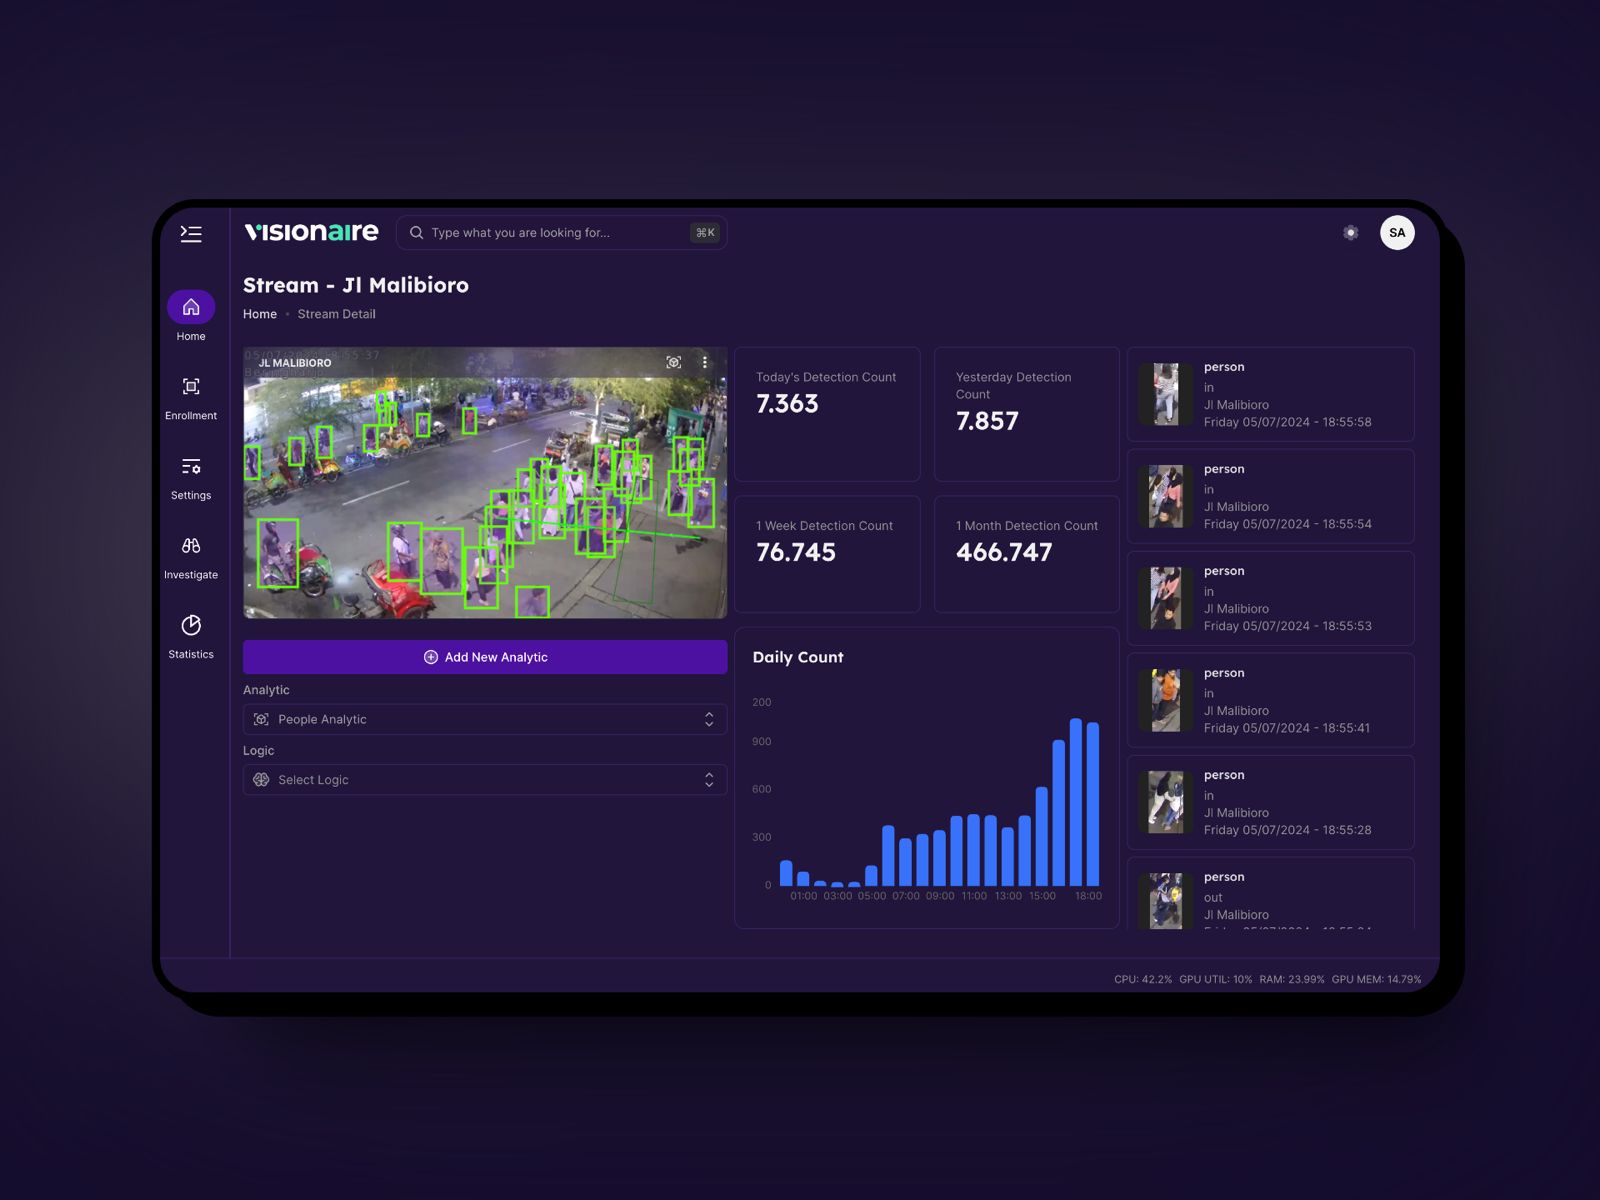 visionaire
Type what you are looking for...
⌘K
SA
Stream - Jl Malibioro
Home • Stream Detail
Home
Enrollment
Settings
Investigate
Statistics
JL MALIBIORO
Add New Analytic
Analytic
People Analytic
Logic
Select Logic
Today's Detection Count
7.363
Yesterday Detection
Count
7.857
1 Week Detection Count
76.745
1 Month Detection Count
466.747
Daily Count
200
900
600
300
0
01:00 03:00 05:00 07:00 09:00 11:00 13:00 15:00 18:00
person
in
Jl Malibioro
Friday 05/07/2024 - 18:55:58
person
in
Jl Malibioro
Friday 05/07/2024 - 18:55:54
person
in
Jl Malibioro
Friday 05/07/2024 - 18:55:53
person
in
Jl Malibioro
Friday 05/07/2024 - 18:55:41
person
in
Jl Malibioro
Friday 05/07/2024 - 18:55:28
person
out
Jl Malibioro
CPU: 42.2% GPU UTIL: 10% RAM: 23.99% GPU MEM: 14.79%